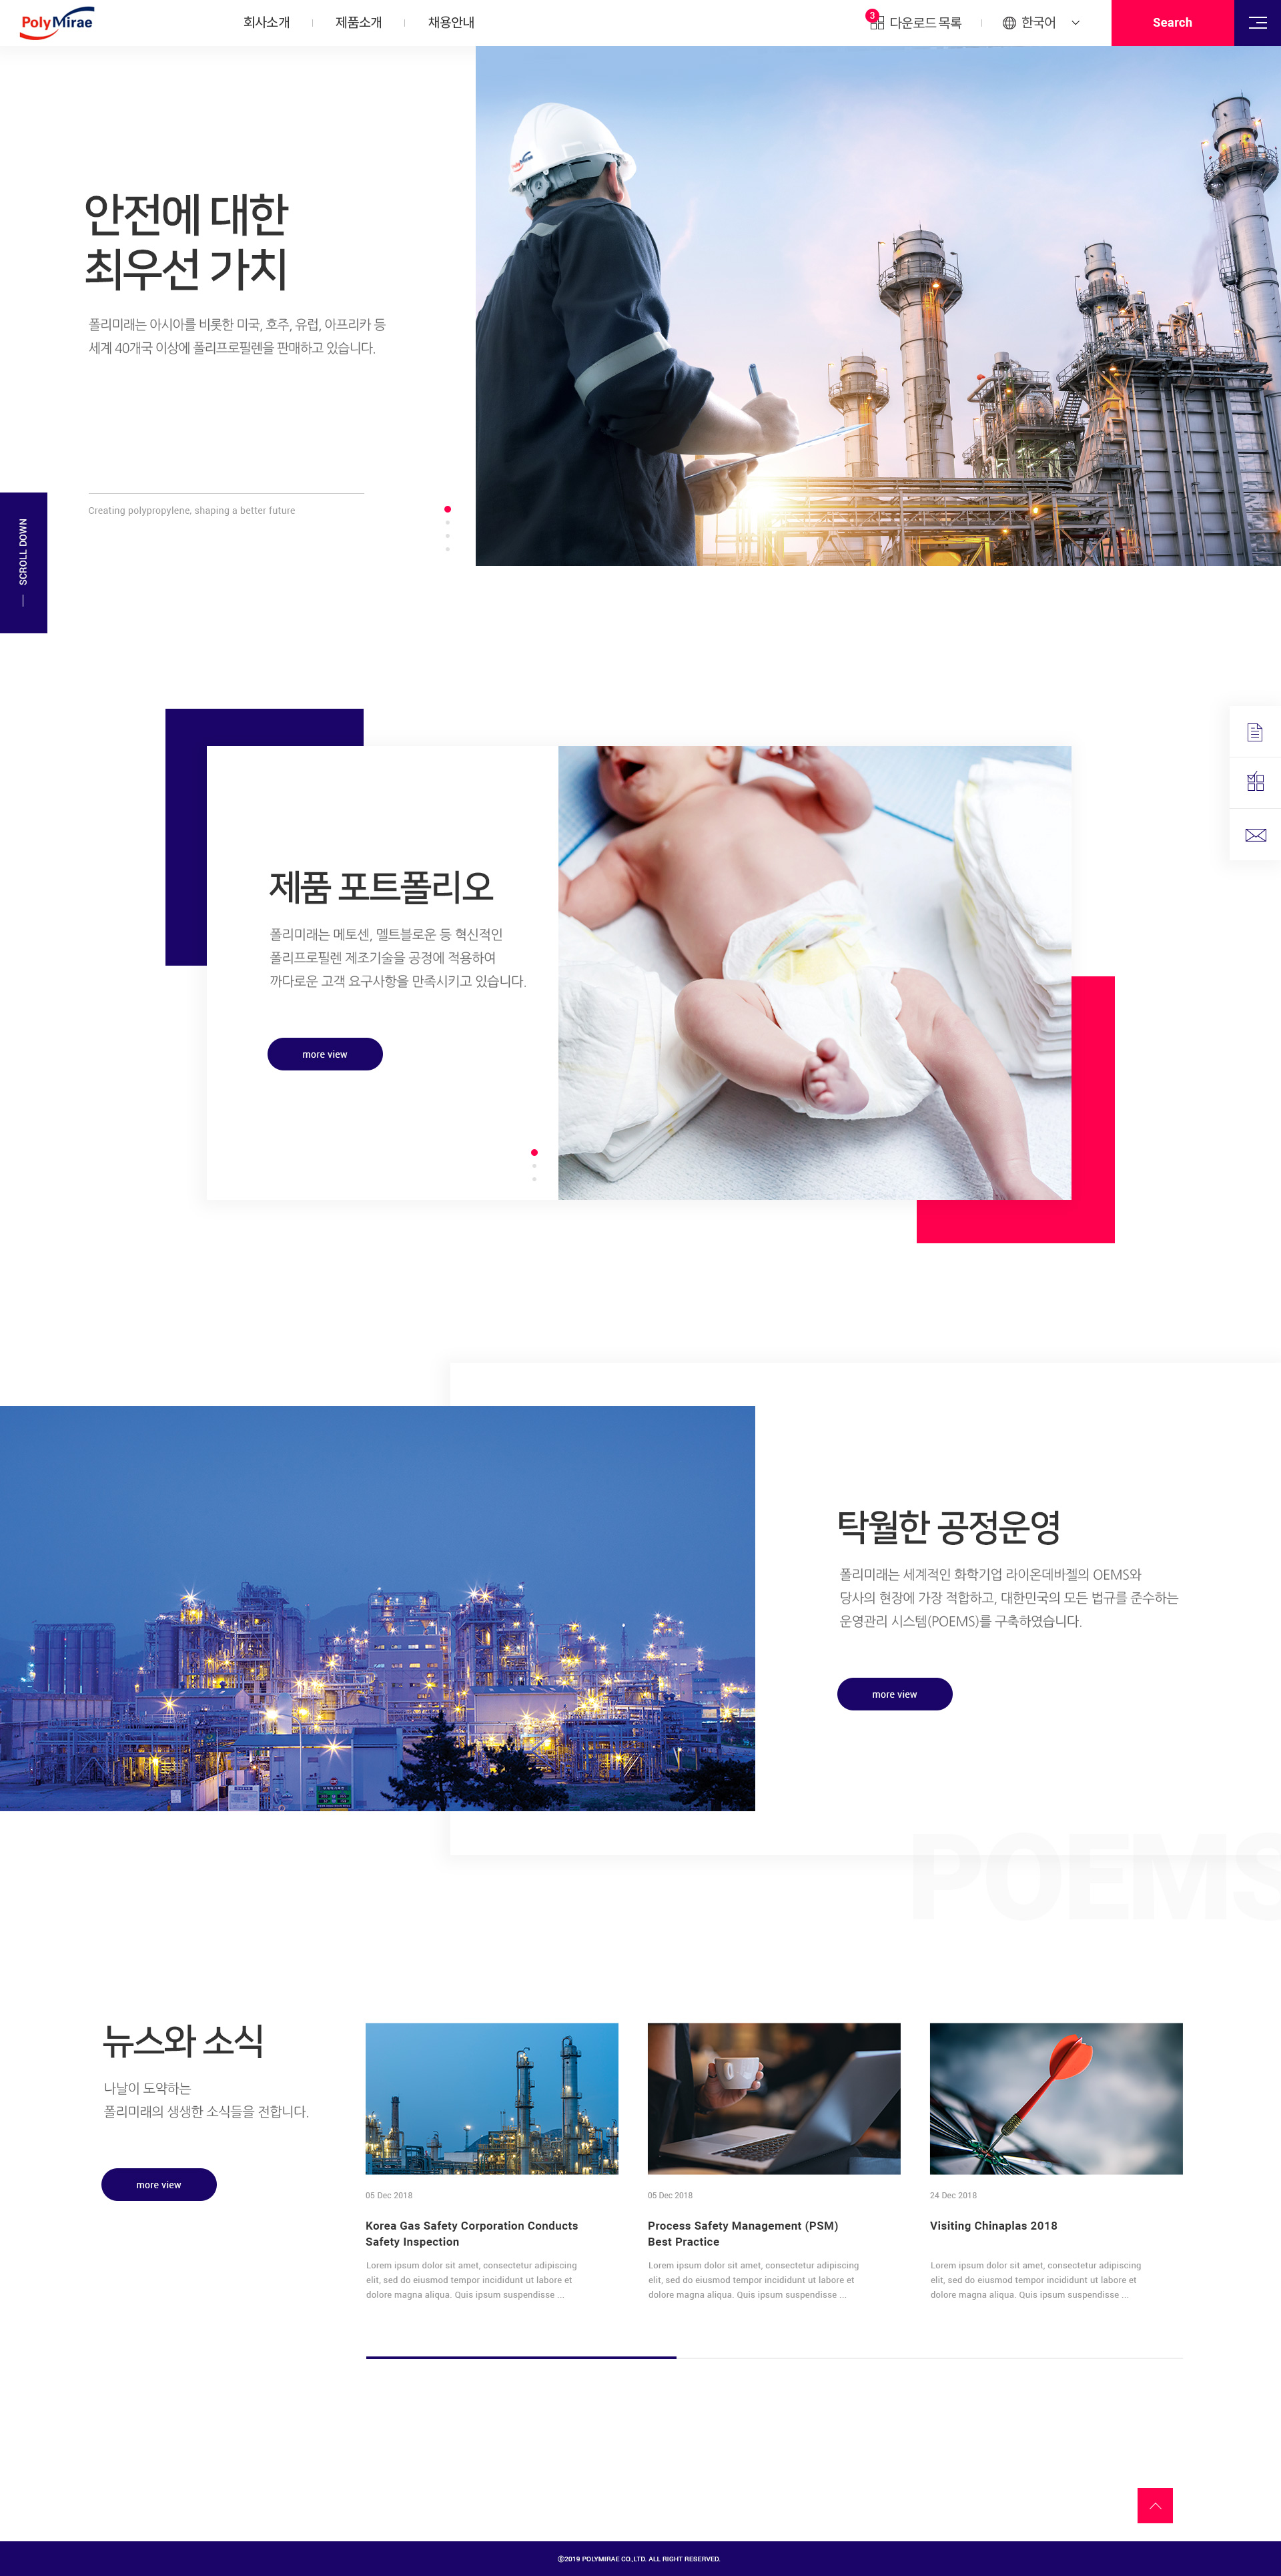 PolyMirae
회사소개
제품소개
채용안내
3
다운로드 목록
한국어
Search
안전에 대한
최우선 가치
폴리미래는 아시아를 비롯한 미국, 호주, 유럽, 아프리카 등
세계 40개국 이상에 폴리프로필렌을 판매하고 있습니다.
Creating polypropylene, shaping a better future
SCROLL DOWN
제품 포트폴리오
폴리미래는 메토센, 멜트블로운 등 혁신적인
폴리프로필렌 제조기술을 공정에 적용하여
까다로운 고객 요구사항을 만족시키고 있습니다.
more view
탁월한 공정운영
폴리미래는 세계적인 화학기업 라이온데바젤의 OEMS와
당사의 현장에 가장 적합하고, 대한민국의 모든 법규를 준수하는
운영관리 시스템(POEMS)를 구축하였습니다.
more view
POEMS
뉴스와 소식
나날이 도약하는
폴리미래의 생생한 소식들을 전합니다.
more view
05 Dec 2018
Korea Gas Safety Corporation Conducts
Safety Inspection
Lorem ipsum dolor sit amet, consectetur adipiscing
elit, sed do eiusmod tempor incididunt ut labore et
dolore magna aliqua. Quis ipsum suspendisse ...
05 Dec 2018
Process Safety Management (PSM)
Best Practice
Lorem ipsum dolor sit amet, consectetur adipiscing
elit, sed do eiusmod tempor incididunt ut labore et
dolore magna aliqua. Quis ipsum suspendisse ...
24 Dec 2018
Visiting Chinaplas 2018
Lorem ipsum dolor sit amet, consectetur adipiscing
elit, sed do eiusmod tempor incididunt ut labore et
dolore magna aliqua. Quis ipsum suspendisse ...
ⓒ2019 POLYMIRAE CO.,LTD. ALL RIGHT RESERVED.